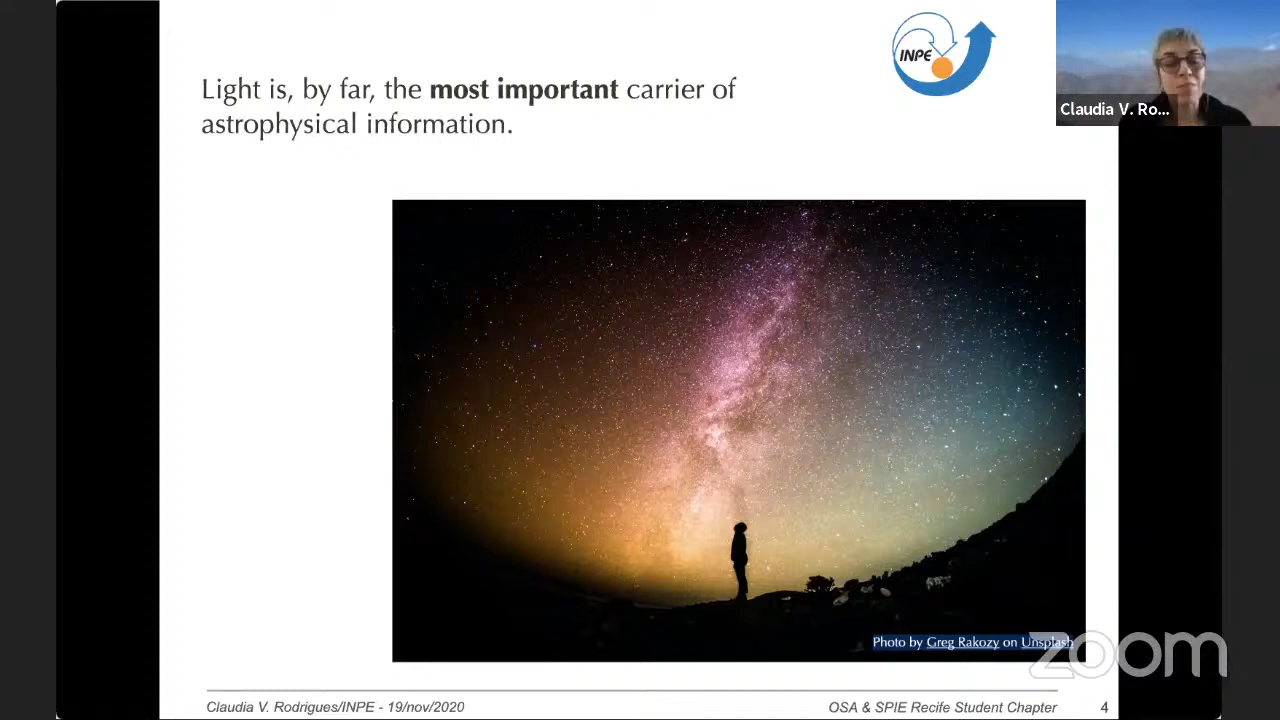 INPE
Light is, by far, the most important carrier of
astrophysical information.
Claudia V. Ro...
Photo by Greg Rakozy on Unsplash
zoom
Claudia V. Rodrigues/INPE - 19/nov/2020
OSA & SPIE Recife Student Chapter
4